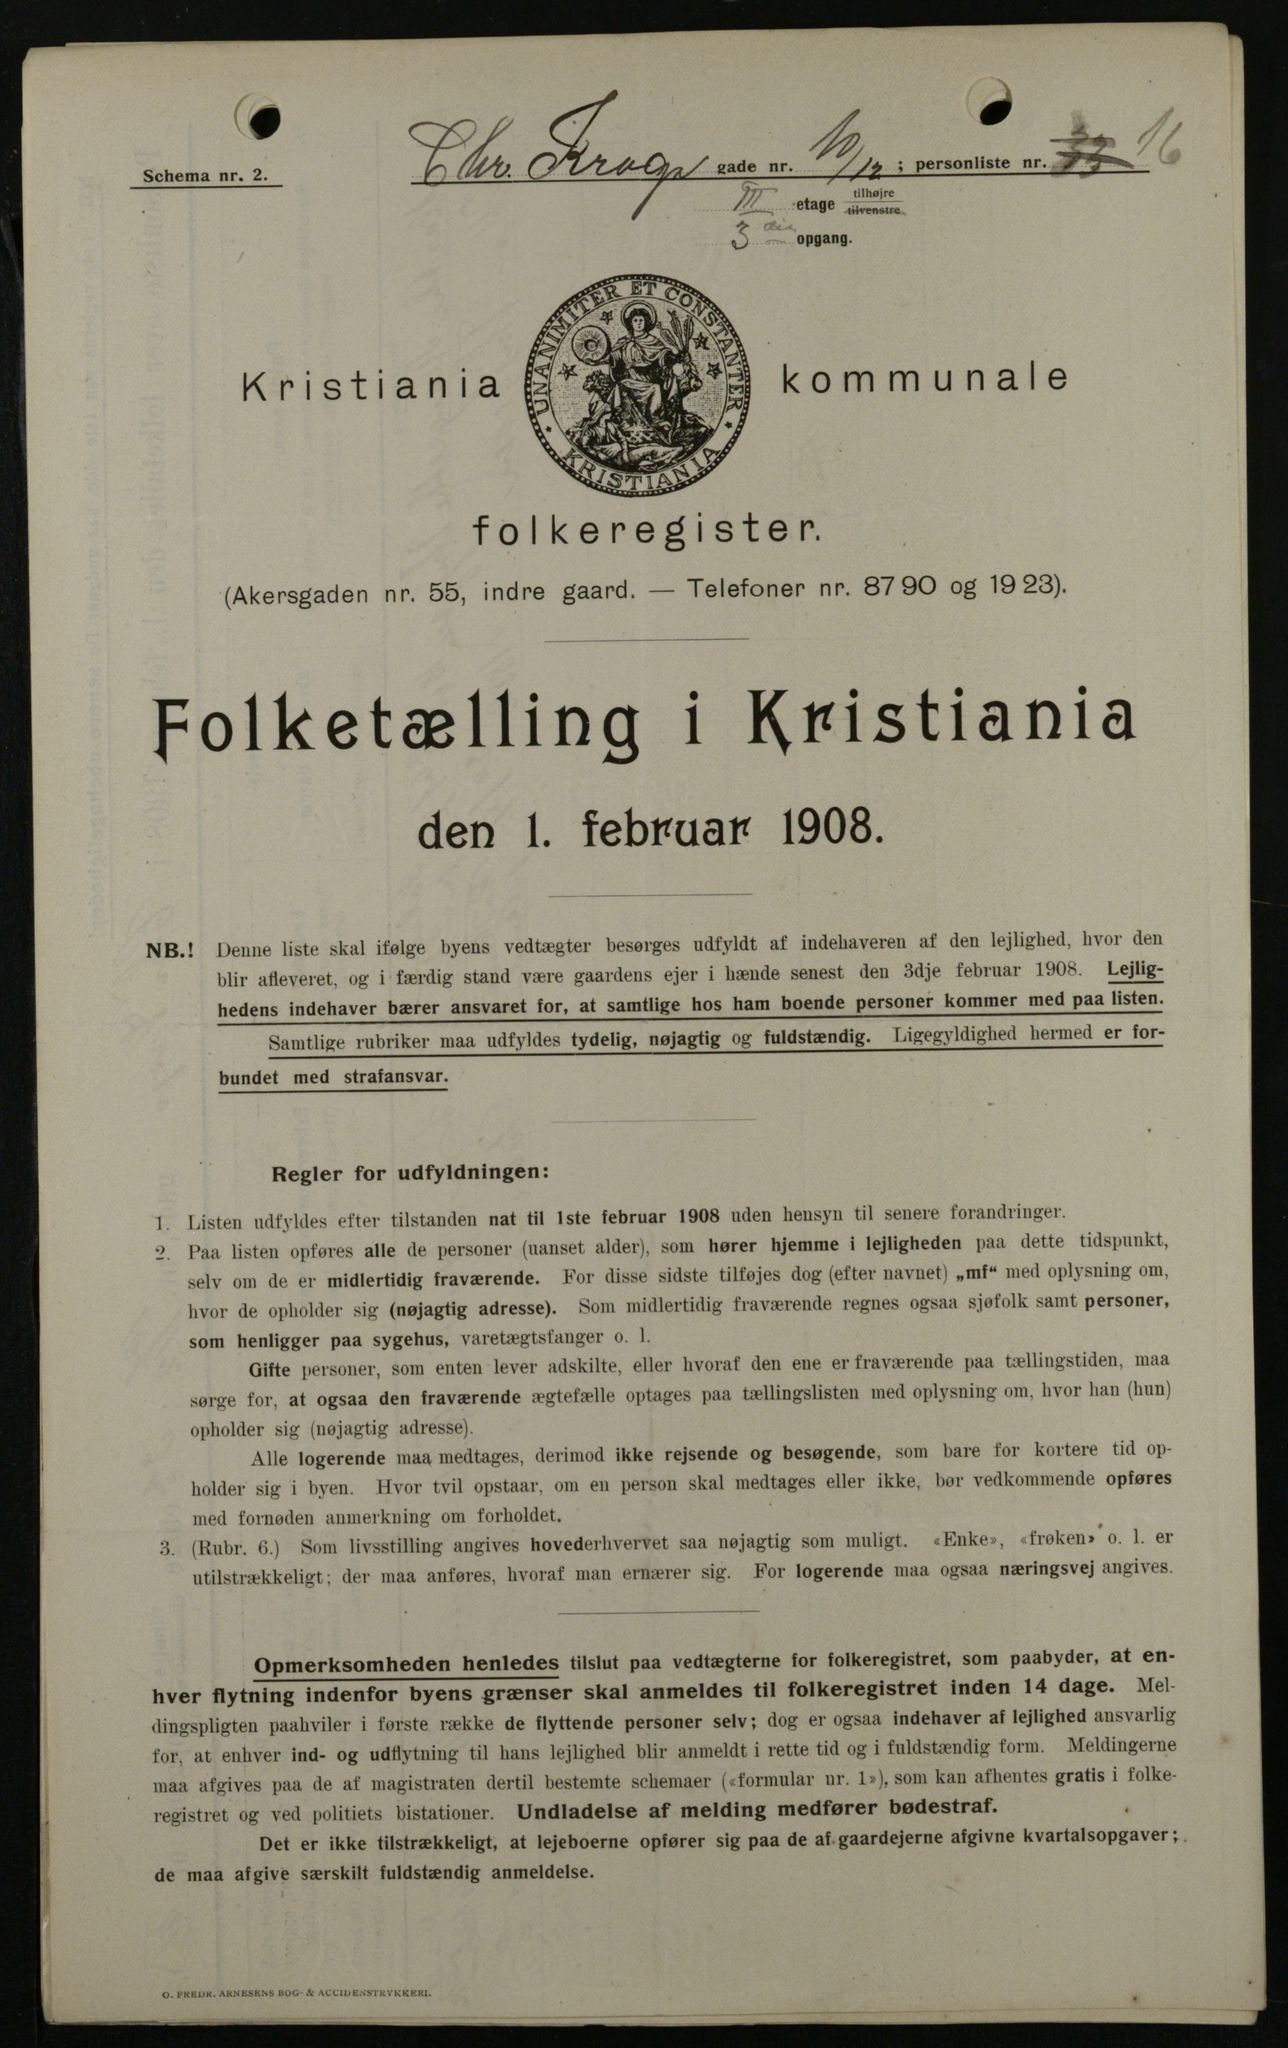 Schema nr. 2.
Chr. Krogs gade nr. 10/12 ; personliste nr. 33 16
III etage tilhøjre
tilvenstre
3 die opgang.
UNANIMITER ET CONSTANTER
KRISTIANIA
Kristiania kommunale
folkeregister.
(Akersgaden nr. 55, indre gaard. — Telefoner nr. 87 90 og 19 23).
Folketælling i Kristiania
den 1. februar 1908.
NB.! Denne liste skal ifølge byens vedtægter besørges udfyldt af indehaveren af den lejlighed, hvor den
blir afleveret, og i færdig stand være gaardens ejer i hænde senest den 3dje februar 1908. Lejlig-
hedens indehaver bærer ansvaret for, at samtlige hos ham boende personer kommer med paa listen.
Samtlige rubriker maa udfyldes tydelig, nøjagtig og fuldstændig. Ligegyldighed hermed er for-
bundet med strafansvar.
Regler for udfyldningen:
1. Listen udfyldes efter tilstanden nat til 1ste februar 1908 uden hensyn til senere forandringer.
2. Paa listen opføres alle de personer (uanset alder), som hører hjemme i lejligheden paa dette tidspunkt,
selv om de er midlertidig fraværende. For disse sidste tilføjes dog (efter navnet) „mf“ med oplysning om,
hvor de opholder sig (nøjagtig adresse). Som midlertidig fraværende regnes ogsaa sjøfolk samt personer,
som henligger paa sygehus, varetægtsfanger o. l.
Gifte personer, som enten lever adskilte, eller hvoraf den ene er fraværende paa tællingstiden, maa
sørge for, at ogsaa den fraværende ægtefælle optages paa tællingslisten med oplysning om, hvor han (hun)
opholder sig (nøjagtig adresse).
Alle logerende maa medtages, derimod ikke rejsende og besøgende, som bare for kortere tid op-
holder sig i byen. Hvor tvil opstaar, om en person skal medtages eller ikke, bør vedkommende opføres
med fornøden anmerkning om forholdet.
3. (Rubr. 6.) Som livsstilling angives hovederhvervet saa nøjagtig som muligt. «Enke», «frøken» o. l. er
utilstrækkeligt; der maa anføres, hvoraf man ernærer sig. For logerende maa ogsaa næringsvej angives.
Opmerksomheden henledes tilslut paa vedtægterne for folkeregistret, som paabyder, at en-
hver flytning indenfor byens grænser skal anmeldes til folkeregistret inden 14 dage. Mel-
dingspligten paahviler i første række de flyttende personer selv; dog er ogsaa indehaver af lejlighed ansvarlig
for, at enhver ind- og udflytning til hans lejlighed blir anmeldt i rette tid og i fuldstændig form. Meldingerne
maa afgives paa de af magistraten dertil bestemte schemaer («formular nr. 1»), som kan afhentes gratis i folke-
registret og ved politiets bistationer. Undladelse af melding medfører bødestraf.
Det er ikke tilstrækkeligt, at lejeboerne opfører sig paa de af gaardejerne afgivne kvartalsopgaver;
de maa afgive særskilt fuldstændig anmeldelse.
O. FREDR. ARNESENS BOG- & ACCIDENSTRYKKERI.